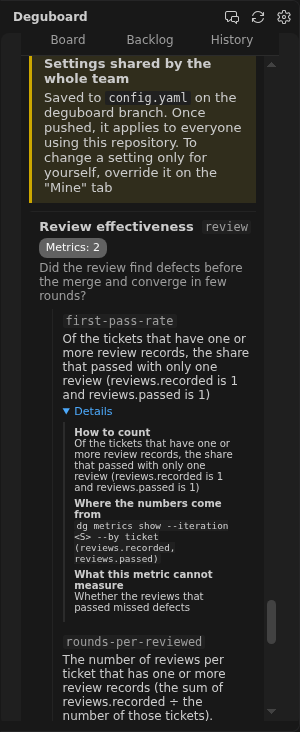 Deguboard
Board Backlog History
Settings shared by the
whole team
Saved to config.yaml on the
deguboard branch. Once
pushed, it applies to everyone
using this repository. To
change a setting only for
yourself, override it on the
"Mine" tab
Review effectiveness review
Metrics: 2
Did the review find defects before
the merge and converge in few
rounds?
first-pass-rate
Of the tickets that have one or
more review records, the share
that passed with only one
review (reviews.recorded is 1
and reviews.passed is 1)
▼ Details
How to count
Of the tickets that have one or
more review records, the share
that passed with only one
review (reviews.recorded is 1
and reviews.passed is 1)
Where the numbers come
from
dg metrics show --iteration
<S> --by ticket
(reviews.recorded,
reviews.passed)
What this metric cannot
measure
Whether the reviews that
passed missed defects
rounds-per-reviewed
The number of reviews per
ticket that has one or more
review records (the sum of
reviews.recorded ÷ the
number of those tickets).